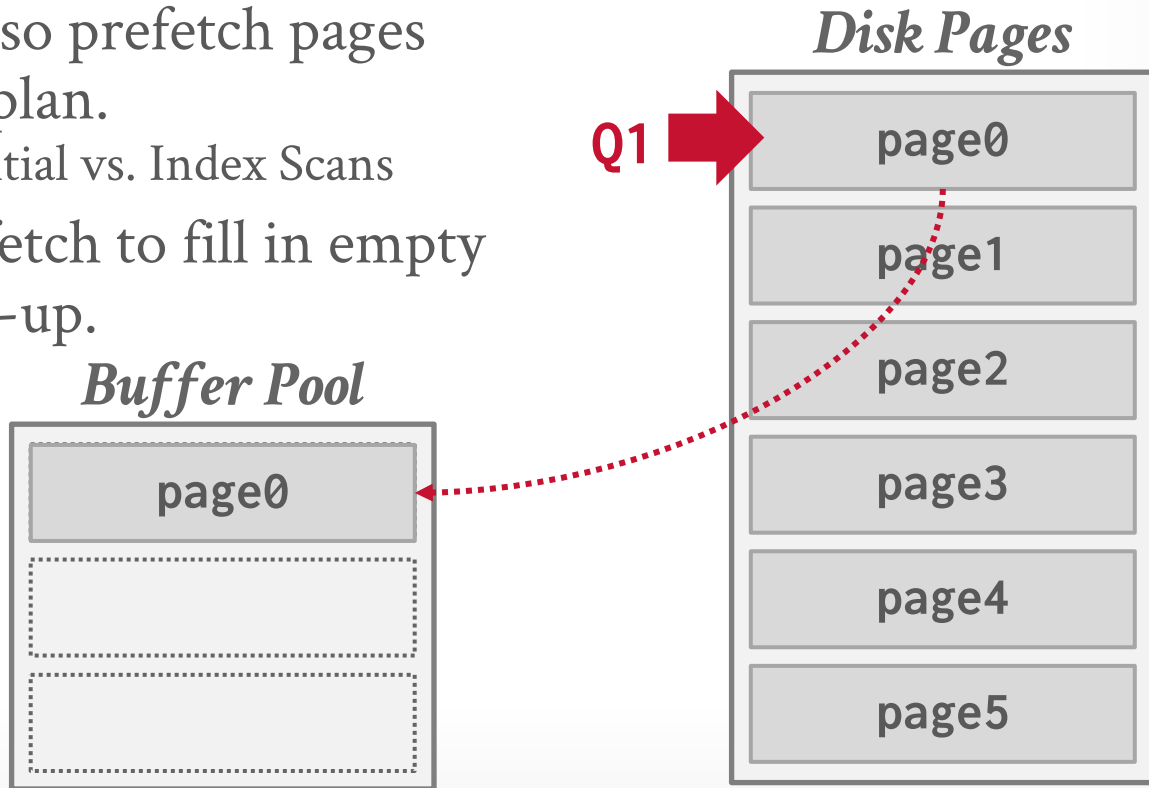 so prefetch pages
plan.
tial vs. Index Scans
fetch to fill in empty
-up.
Buffer Pool
page0
Disk Pages
Q1
page0
page1
page2
page3
page4
page5